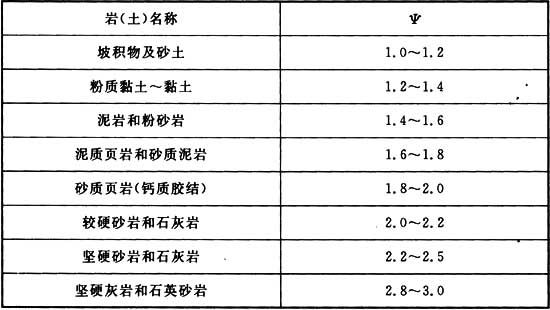 岩(土)名称 Ψ
坡积物及砂土 1.0～1.2
粉质黏土～黏土 1.2～1.4
泥岩和粉砂岩 1.4～1.6
泥质页岩和砂质泥岩 1.6～1.8
砂质页岩(钙质胶结) 1.8～2.0
较硬砂岩和石灰岩 2.0～2.2
坚硬砂岩和石灰岩 2.2～2.5
坚硬灰岩和石英砂岩 2.8～3.0